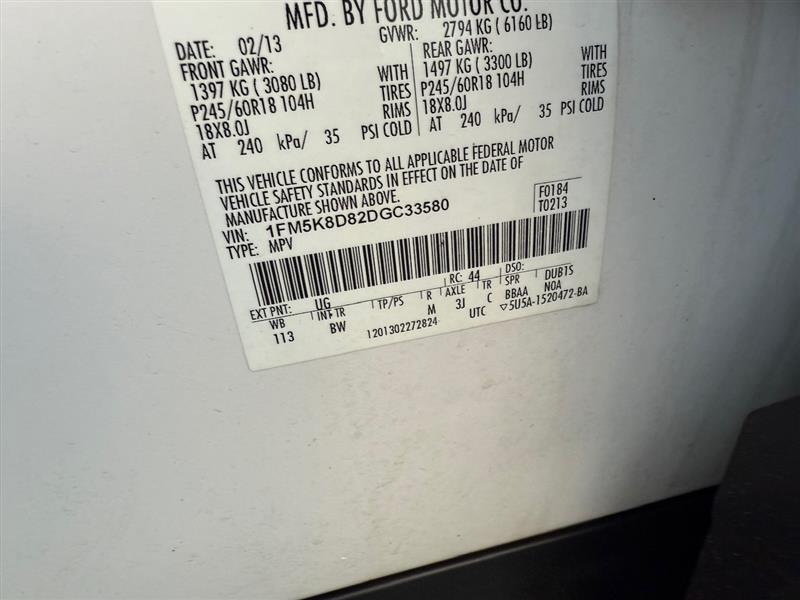 MFD. BY FORD MOTOR CO.
DATE: 02/13 GVWR: 2794 KG ( 6160 LB)
FRONT GAWR: REAR GAWR:
1397 KG ( 3080 LB) WITH 1497 KG ( 3300 LB) WITH
P245/60R18 104H TIRES P245/60R18 104H TIRES
18X8.0J RIMS 18X8.0J RIMS
AT 240 kPa/ 35 PSI COLD AT 240 kPa/ 35 PSI COLD
THIS VEHICLE CONFORMS TO ALL APPLICABLE FEDERAL MOTOR
VEHICLE SAFETY STANDARDS IN EFFECT ON THE DATE OF
MANUFACTURE SHOWN ABOVE.
VIN: 1FM5K8D82DGC33580 F0184
TYPE: MPV T0213
EXT PNT: UG RC: 44 DSO:
WB INT TR TP/PS R AXLE TR SPR DUB1S
113 BW M 3J C BBAA NOA
1201302272824 UTC ▽5U5A-1520472-BA